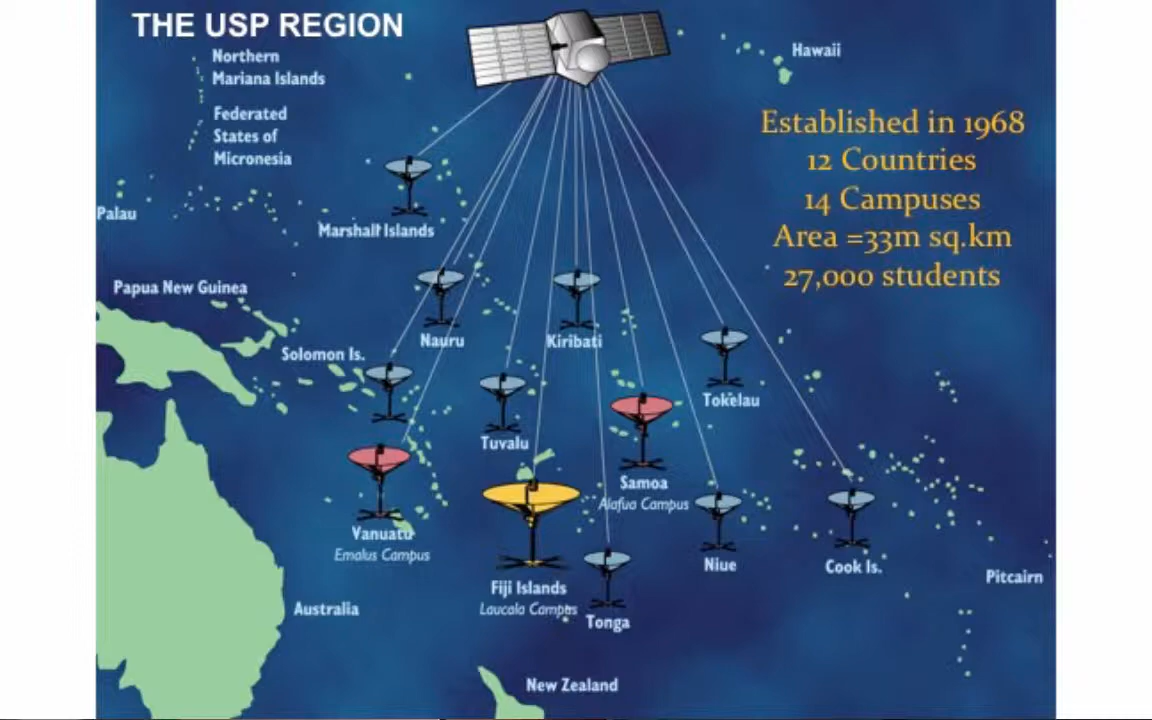 THE USP REGION
Northern
Mariana Islands
Federated
States of
Micronesia
Palau
Marshall Islands
Hawaii
Established in 1968
12 Countries
14 Campuses
Area =33m sq.km
27,000 students
Papua New Guinea
Solomon Is.
Nauru
Kiribati
Tokelau
Tuvalu
Samoa
Alafua Campus
Vanuatu
Emalus Campus
Fiji Islands
Laucala Campus
Tonga
Niue
Cook Is.
Pitcairn
Australia
New Zealand